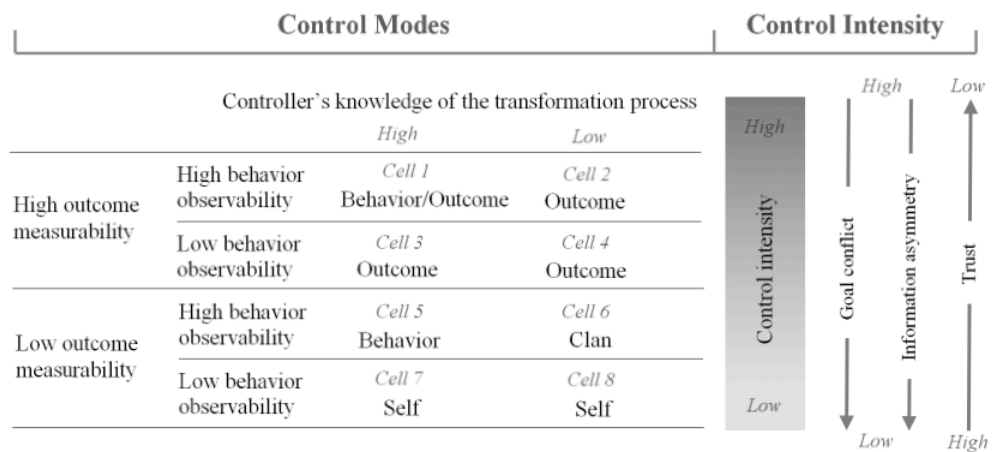 Control Modes
Control Intensity
Controller's knowledge of the transformation process
High
Low
High outcome
measurability
High behavior
observability
Cell 1
Behavior/Outcome
Cell 2
Outcome
Low behavior
observability
Cell 3
Outcome
Cell 4
Outcome
Low outcome
measurability
High behavior
observability
Cell 5
Behavior
Cell 6
Clan
Low behavior
observability
Cell 7
Self
Cell 8
Self
High
Control intensity
Low
High
Goal conflict
Information asymmetry
Low
Low
Trust
High